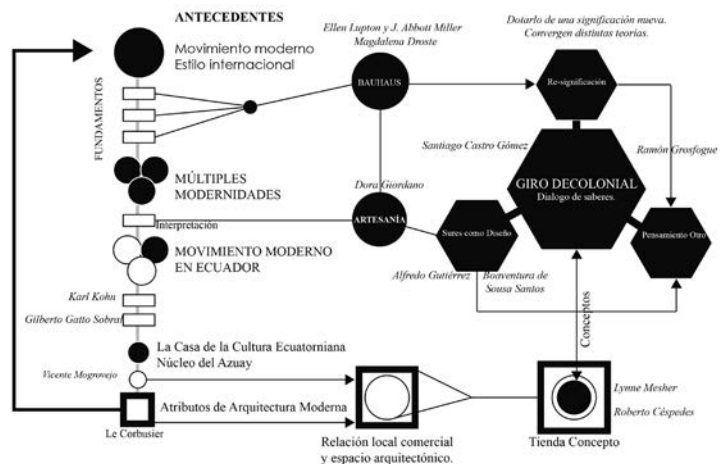 ANTECEDENTES
Movimiento moderno
Estilo internacional
FUNDAMENTOS
MÚLTIPLES
MODERNIDADES
Interpretación
MOVIMIENTO MODERNO
EN ECUADOR
Karl Kohn
Gilberto Gatto Sobral
La Casa de la Cultura Ecuatorniana
Núcleo del Azuay
Vicente Mogrovejo
Atributos de Arquitectura Moderna
Le Corbusier
Ellen Lupton y J. Abbott Miller
Magdalena Droste
BAUHAUS
Dora Giordano
ARTESANÍA
Dotarlo de una significación nueva.
Convergen distintas teorías.
Re-significación
Santiago Castro Gómez
Ramón Grosfogue
GIRO DECOLONIAL
Dialogo de saberes.
Sures como Diseño
Pensamiento Otro
Alfredo Gutiérrez
Boaventura de
Sousa Santos
Conceptos
Relación local comercial
y espacio arquitectónico.
Lynne Mesher
Roberto Céspedes
Tienda Concepto